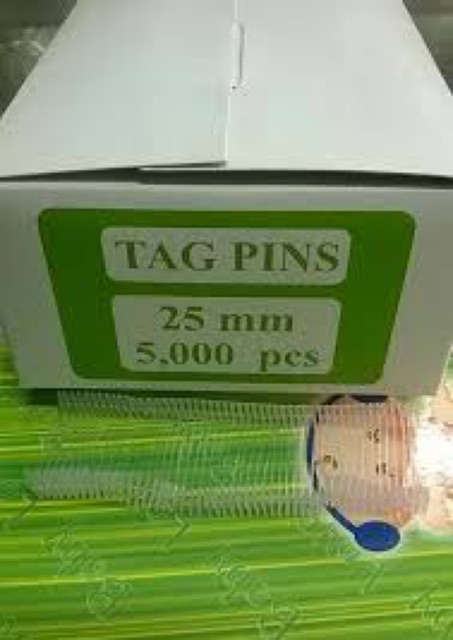 TAG PINS
25 mm
5.000 pcs